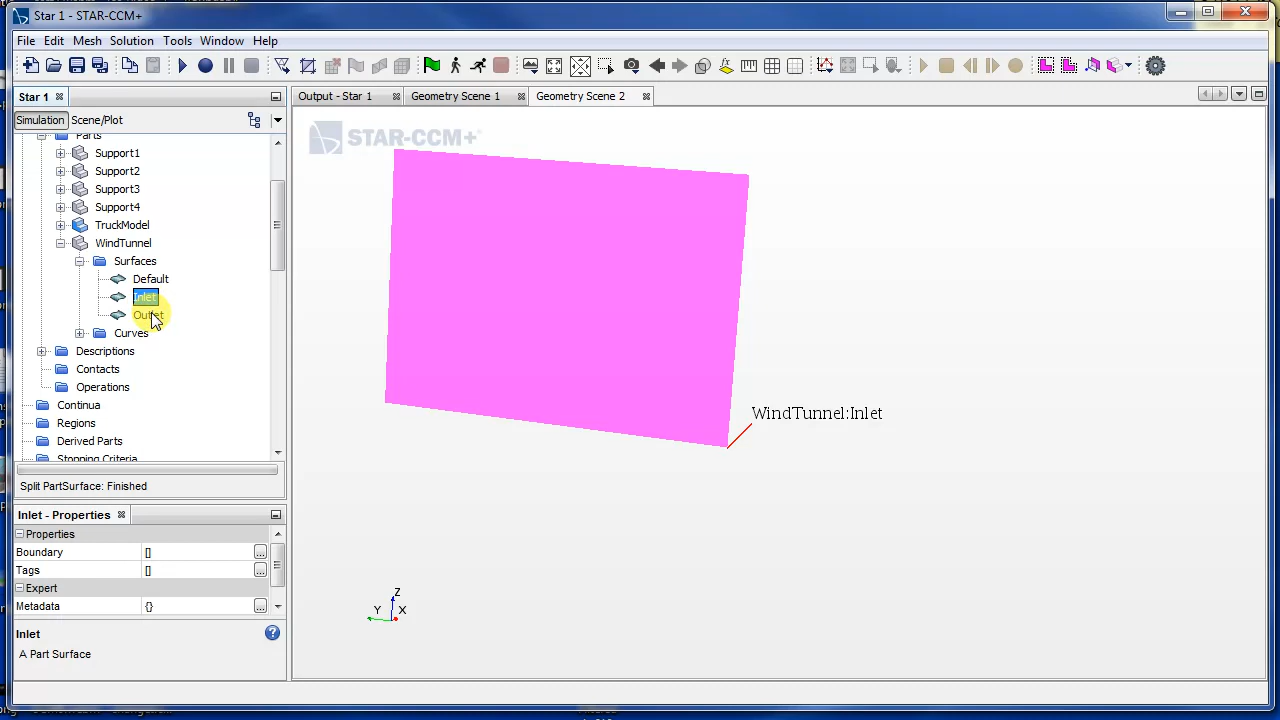 Star 1 - STAR-CCM+
File Edit Mesh Solution Tools Window Help
Star 1
Output - Star 1
Geometry Scene 1
Geometry Scene 2
Simulation Scene/Plot
STAR-CCM+
Parts
Support1
Support2
Support3
Support4
TruckModel
WindTunnel
Surfaces
Default
Inlet
Outlet
Curves
Descriptions
Contacts
Operations
Continua
Regions
Derived Parts
Stopping Criteria
Split PartSurface: Finished
WindTunnel:Inlet
Z
Y X
Inlet - Properties
Properties
Boundary []
Tags []
Expert
Metadata {}
Inlet
A Part Surface